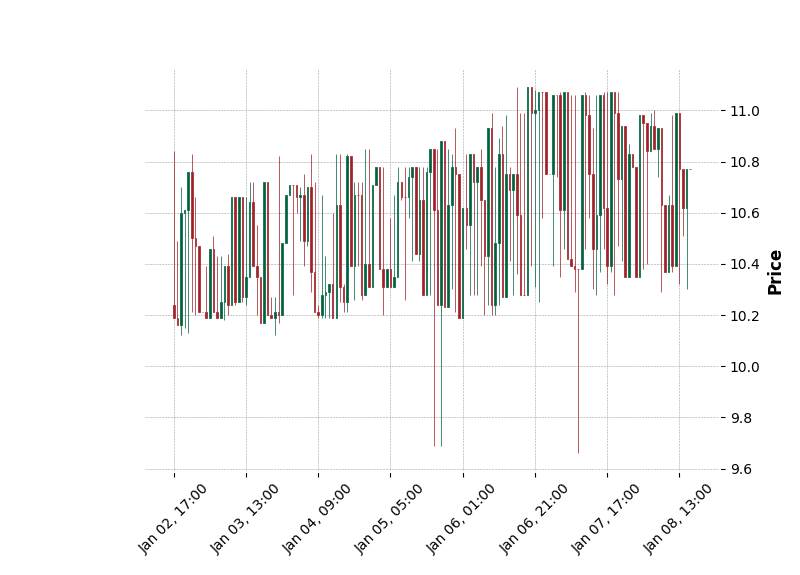 11.0
10.8
10.6
10.4
10.2
10.0
9.8
9.6
Price
Jan 02, 17:00
Jan 03, 13:00
Jan 04, 09:00
Jan 05, 05:00
Jan 06, 01:00
Jan 06, 21:00
Jan 07, 17:00
Jan 08, 13:00